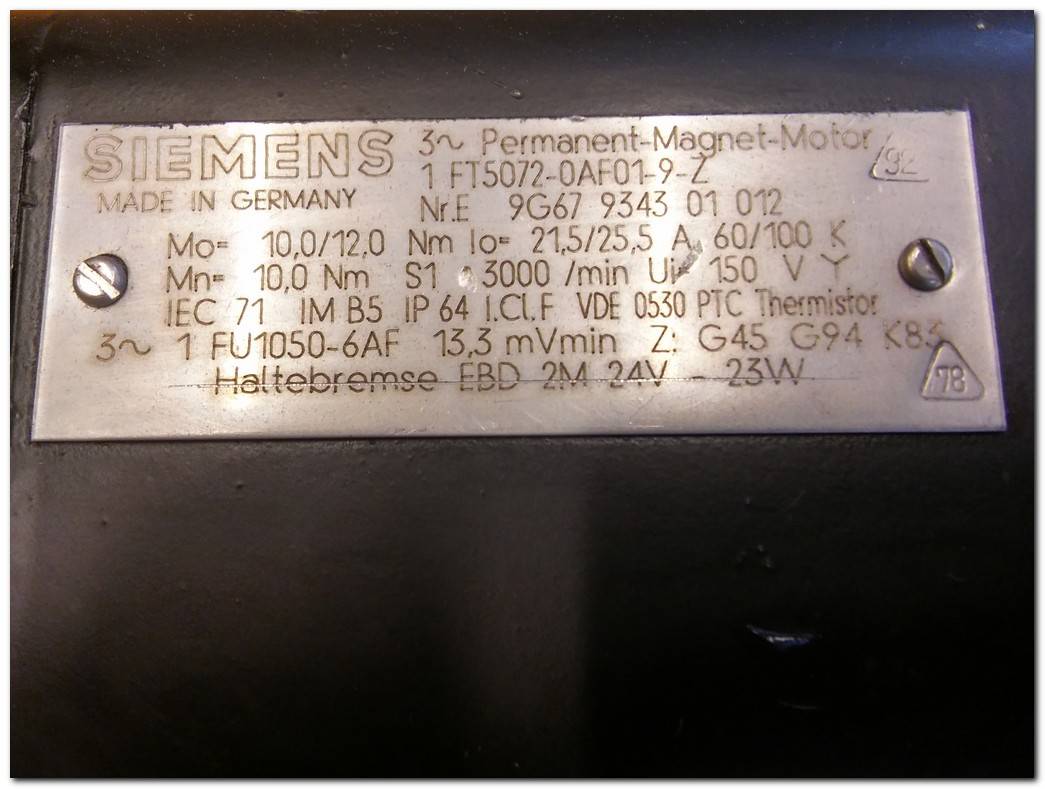 SIEMENS 3~ Permanent-Magnet-Motor
1 FT5072-0AF01-9-Z 92
MADE IN GERMANY Nr.E 9G67 9343 01 012
Mo= 10,0/12,0 Nm Io= 21,5/25,5 A 60/100 K
Mn= 10,0 Nm S1 3000 /min Ui 150 V Y
IEC 71 IM B5 IP 64 I.Cl.F VDE 0530 PTC Thermistor
3~ 1 FU1050-6AF 13,3 mVmin Z: G45 G94 K83
Haltebremse EBD 2M 24V - 23W 78